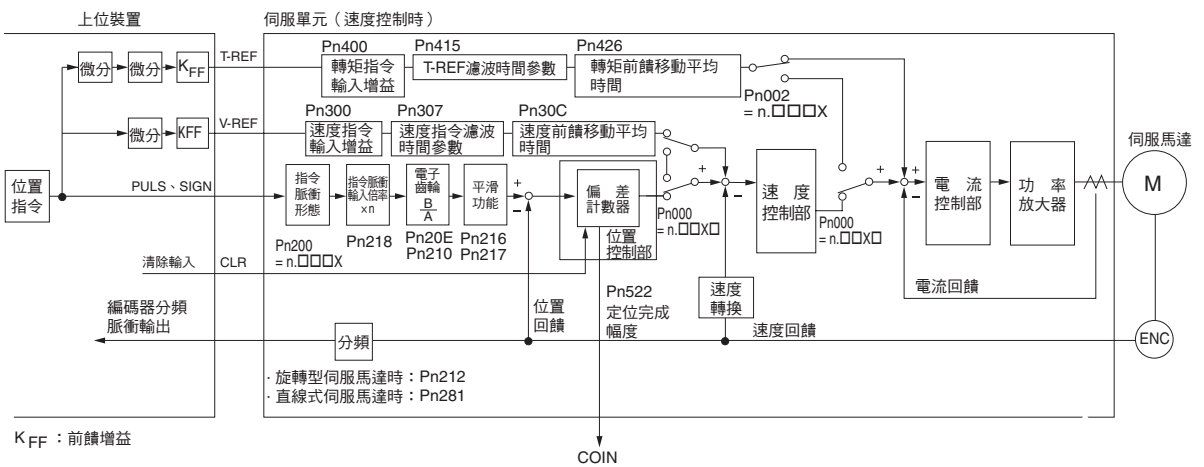 上位裝置
伺服單元（速度控制時）
微分
微分
KFF
T-REF
Pn400
轉矩指令
輸入增益
Pn415
T-REF濾波時間參數
Pn426
轉矩前饋移動平均
時間
Pn002
= n.□□□X
微分
KFF
V-REF
Pn300
速度指令
輸入增益
Pn307
速度指令濾波
時間參數
Pn30C
速度前饋移動平均
時間
位置
指令
PULS、SIGN
指令
脈衝
形態
Pn200
= n.□□□X
指令脈衝
輸入倍率
×n
Pn218
電子
齒輪
B
A
Pn20E
Pn210
平滑
功能
Pn216
Pn217
+
−
偏差
計數器
位置
控制部
Pn000
= n.□□X□
+
−
速度
控制部
Pn000
= n.□□X□
+
+
−
電流
控制部
功率
放大器
伺服馬達
M
清除輸入
CLR
電流回饋
編碼器分頻
脈衝輸出
分頻
位置
回饋
Pn522
定位完成
幅度
速度
轉換
速度回饋
ENC
· 旋轉型伺服馬達時：Pn212
· 直線式伺服馬達時：Pn281
KFF：前饋增益
COIN